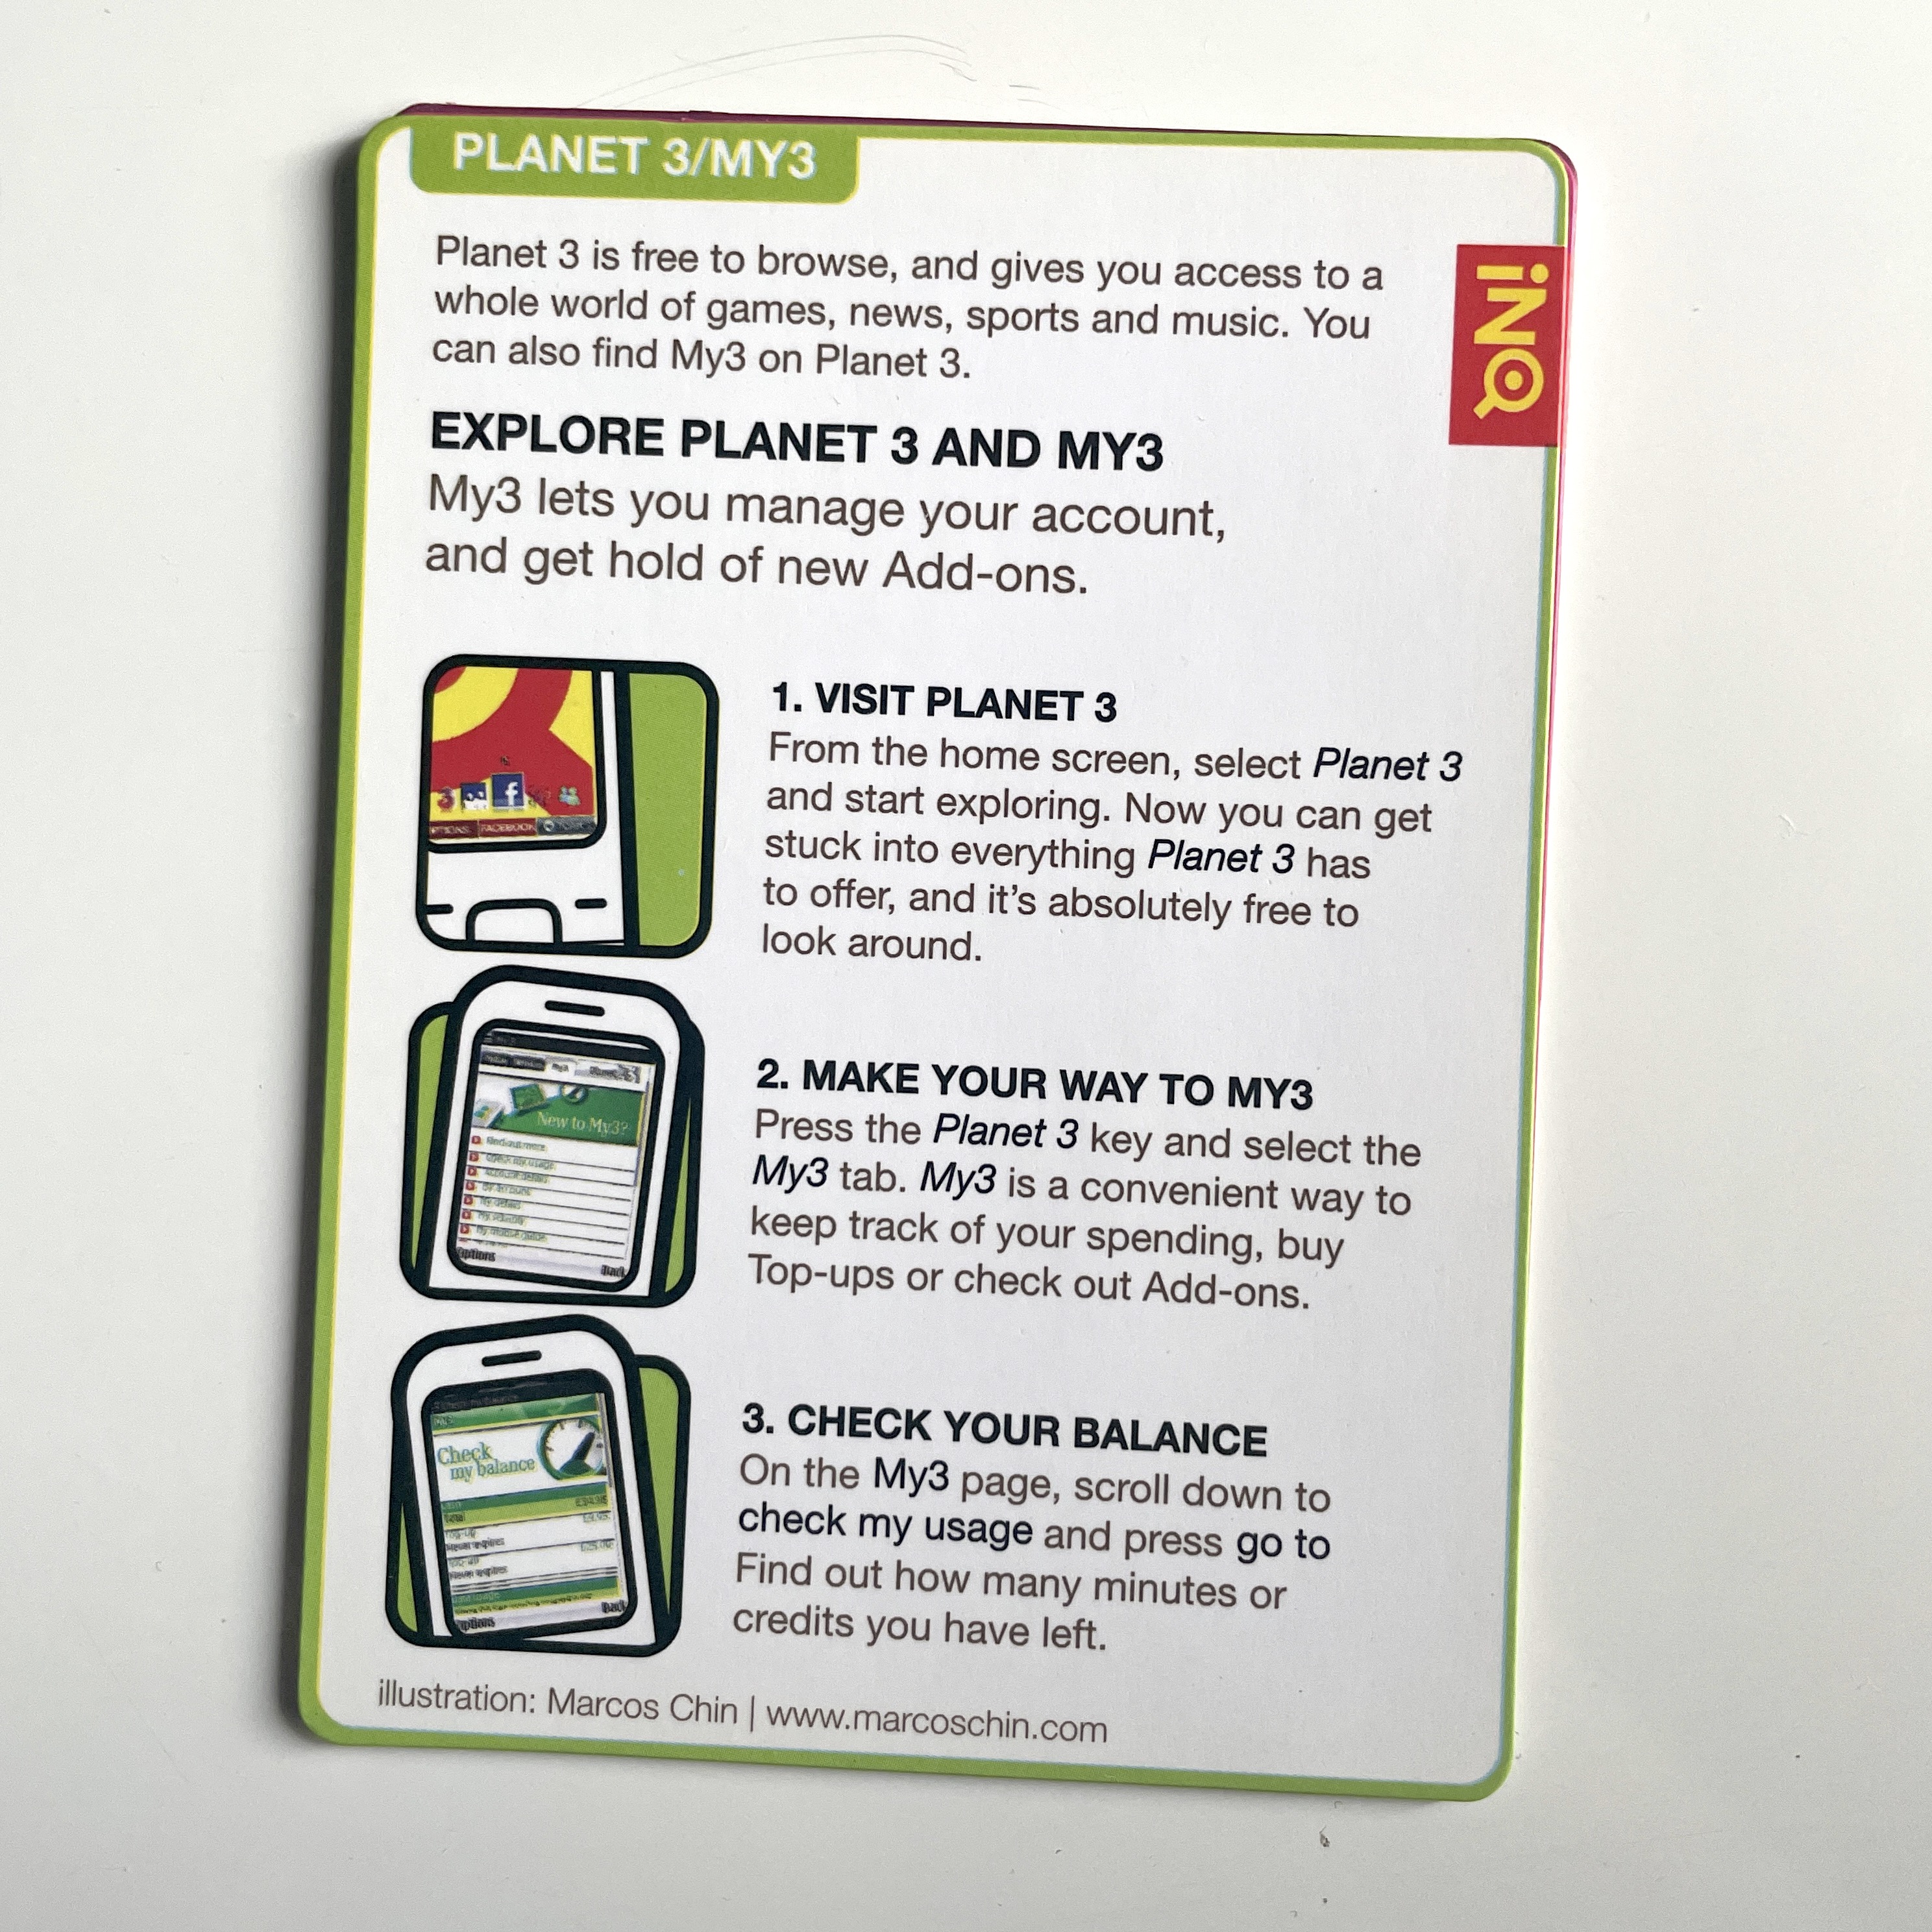 PLANET 3/MY3
Planet 3 is free to browse, and gives you access to a
whole world of games, news, sports and music. You
can also find My3 on Planet 3.
iNQ
EXPLORE PLANET 3 AND MY3
My3 lets you manage your account,
and get hold of new Add-ons.
1. VISIT PLANET 3
From the home screen, select Planet 3
and start exploring. Now you can get
stuck into everything Planet 3 has
to offer, and it's absolutely free to
look around.
FACEBOOK
2. MAKE YOUR WAY TO MY3
Press the Planet 3 key and select the
My3 tab. My3 is a convenient way to
keep track of your spending, buy
Top-ups or check out Add-ons.
New to My3?
Find out more
Check my usage
Options
Back
3. CHECK YOUR BALANCE
On the My3 page, scroll down to
check my usage and press go to
Find out how many minutes or
credits you have left.
Check
my balance
Total
illustration: Marcos Chin | www.marcoschin.com